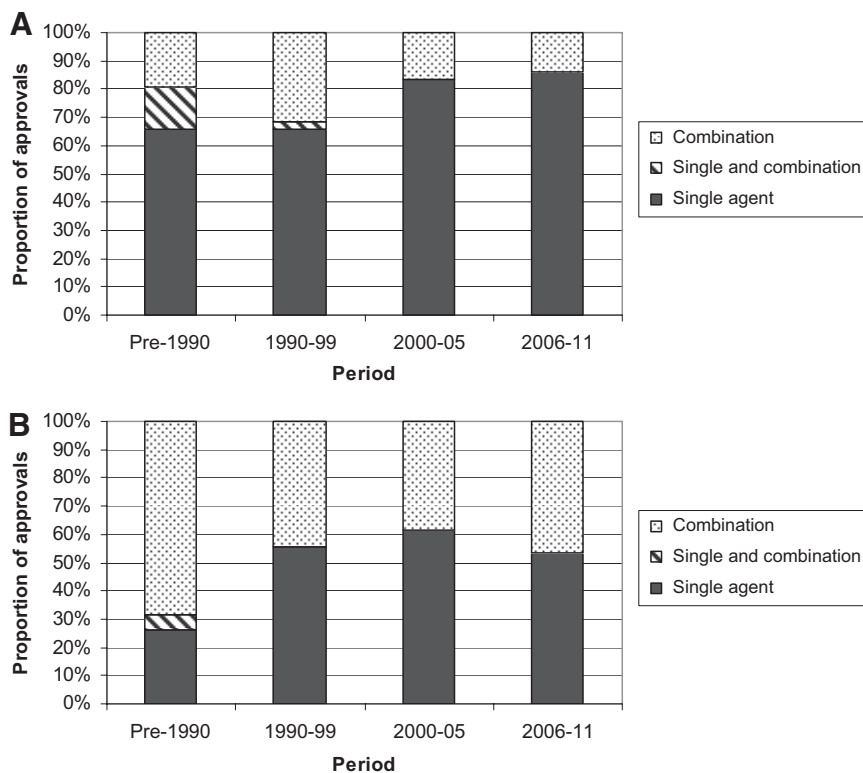 A
Proportion of approvals
100%
90%
80%
70%
60%
50%
40%
30%
20%
10%
0%
Pre-1990 1990-99 2000-05 2006-11
Period
Combination
Single and combination
Single agent
B
Proportion of approvals
100%
90%
80%
70%
60%
50%
40%
30%
20%
10%
0%
Pre-1990 1990-99 2000-05 2006-11
Period
Combination
Single and combination
Single agent